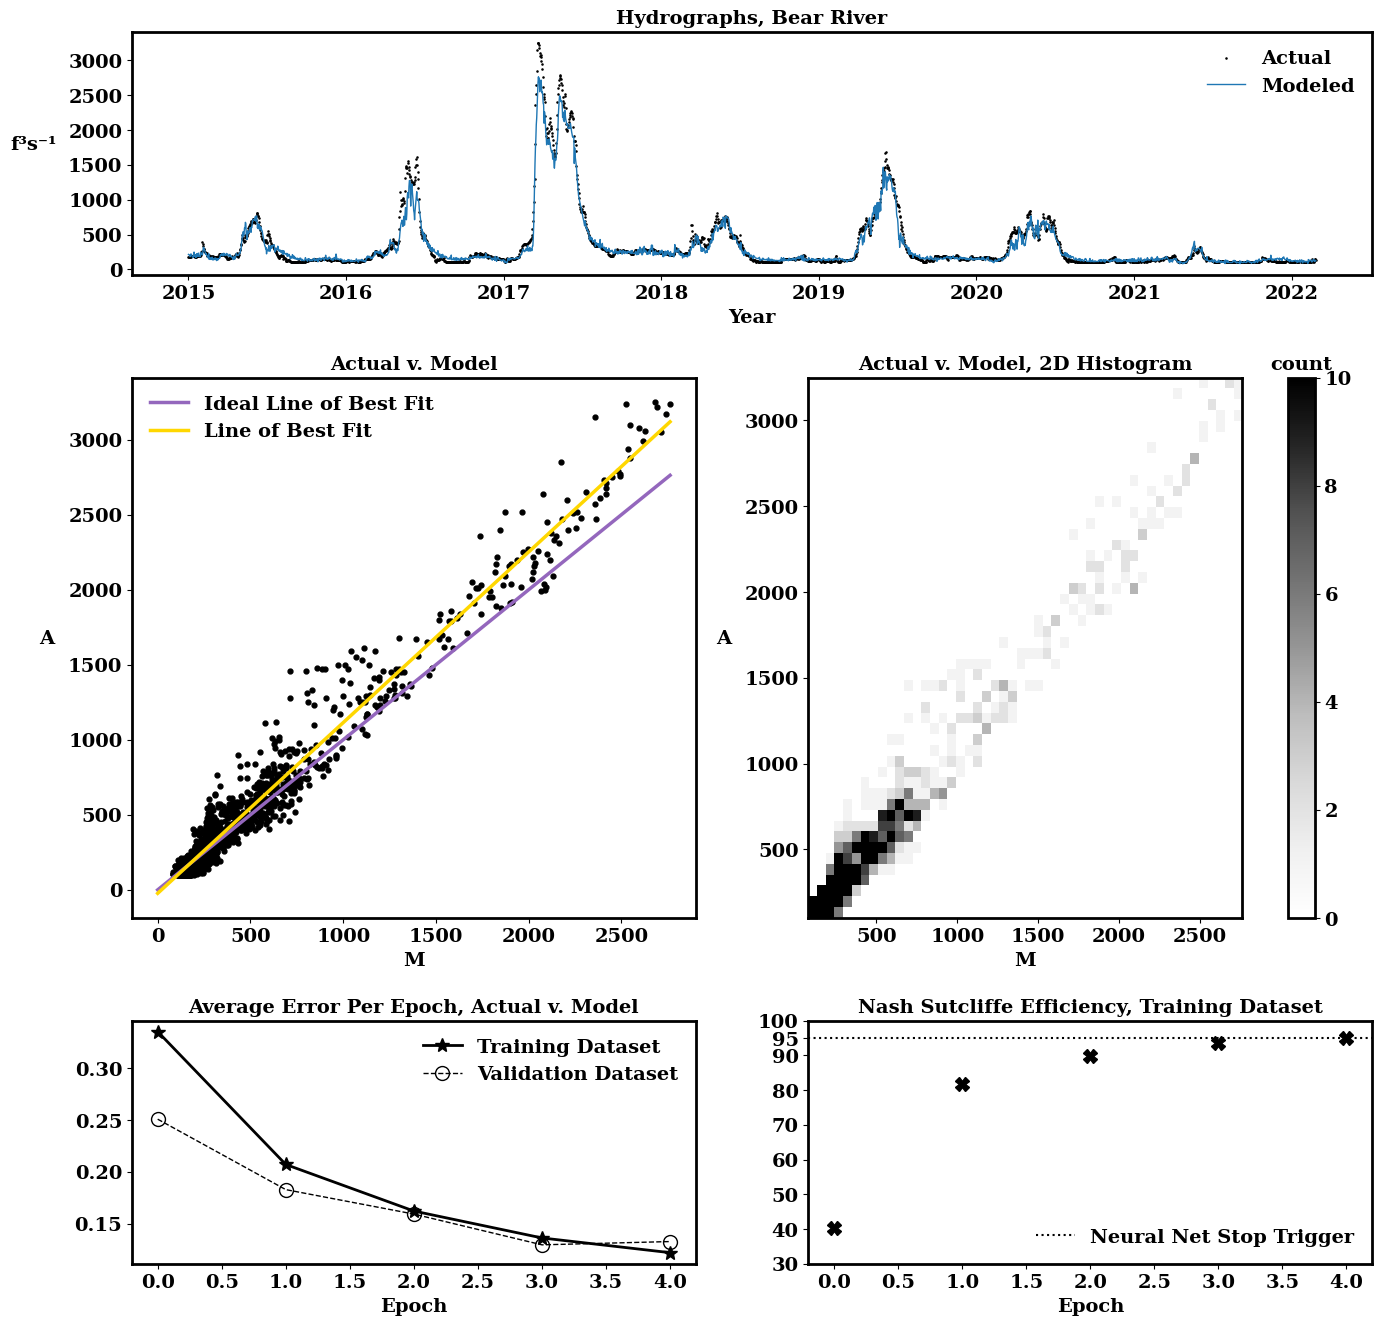 Hydrographs, Bear River
3000
2500
2000
1500
1000
500
0
f³s⁻¹
Actual
Modeled
2015 2016 2017 2018 2019 2020 2021 2022
Year
Actual v. Model
3000
2500
2000
1500
1000
500
0
A
Ideal Line of Best Fit
Line of Best Fit
0 500 1000 1500 2000 2500
M
Actual v. Model, 2D Histogram
3000
2500
2000
1500
1000
500
A
500 1000 1500 2000 2500
M
count
10
8
6
4
2
0
Average Error Per Epoch, Actual v. Model
0.30
0.25
0.20
0.15
Training Dataset
Validation Dataset
0.0 0.5 1.0 1.5 2.0 2.5 3.0 3.5 4.0
Epoch
Nash Sutcliffe Efficiency, Training Dataset
100
95
90
80
70
60
50
40
30
Neural Net Stop Trigger
0.0 0.5 1.0 1.5 2.0 2.5 3.0 3.5 4.0
Epoch